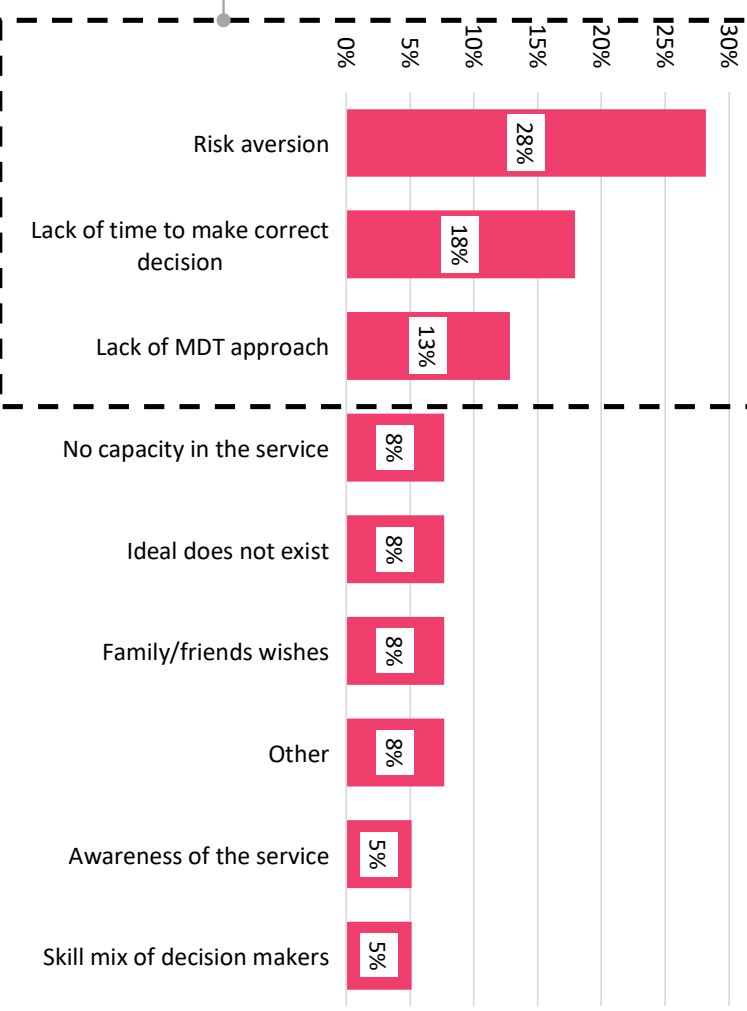 0%
5%
10%
15%
20%
25%
30%
Risk aversion
28%
Lack of time to make correct
decision
18%
Lack of MDT approach
13%
No capacity in the service
8%
Ideal does not exist
8%
Family/friends wishes
8%
Other
8%
Awareness of the service
5%
Skill mix of decision makers
5%